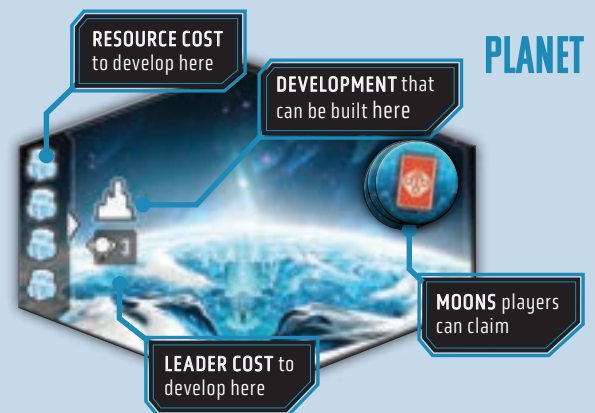 PLANET
RESOURCE COST
to develop here
DEVELOPMENT that
can be built here
MOONS players
can claim
LEADER COST to
develop here